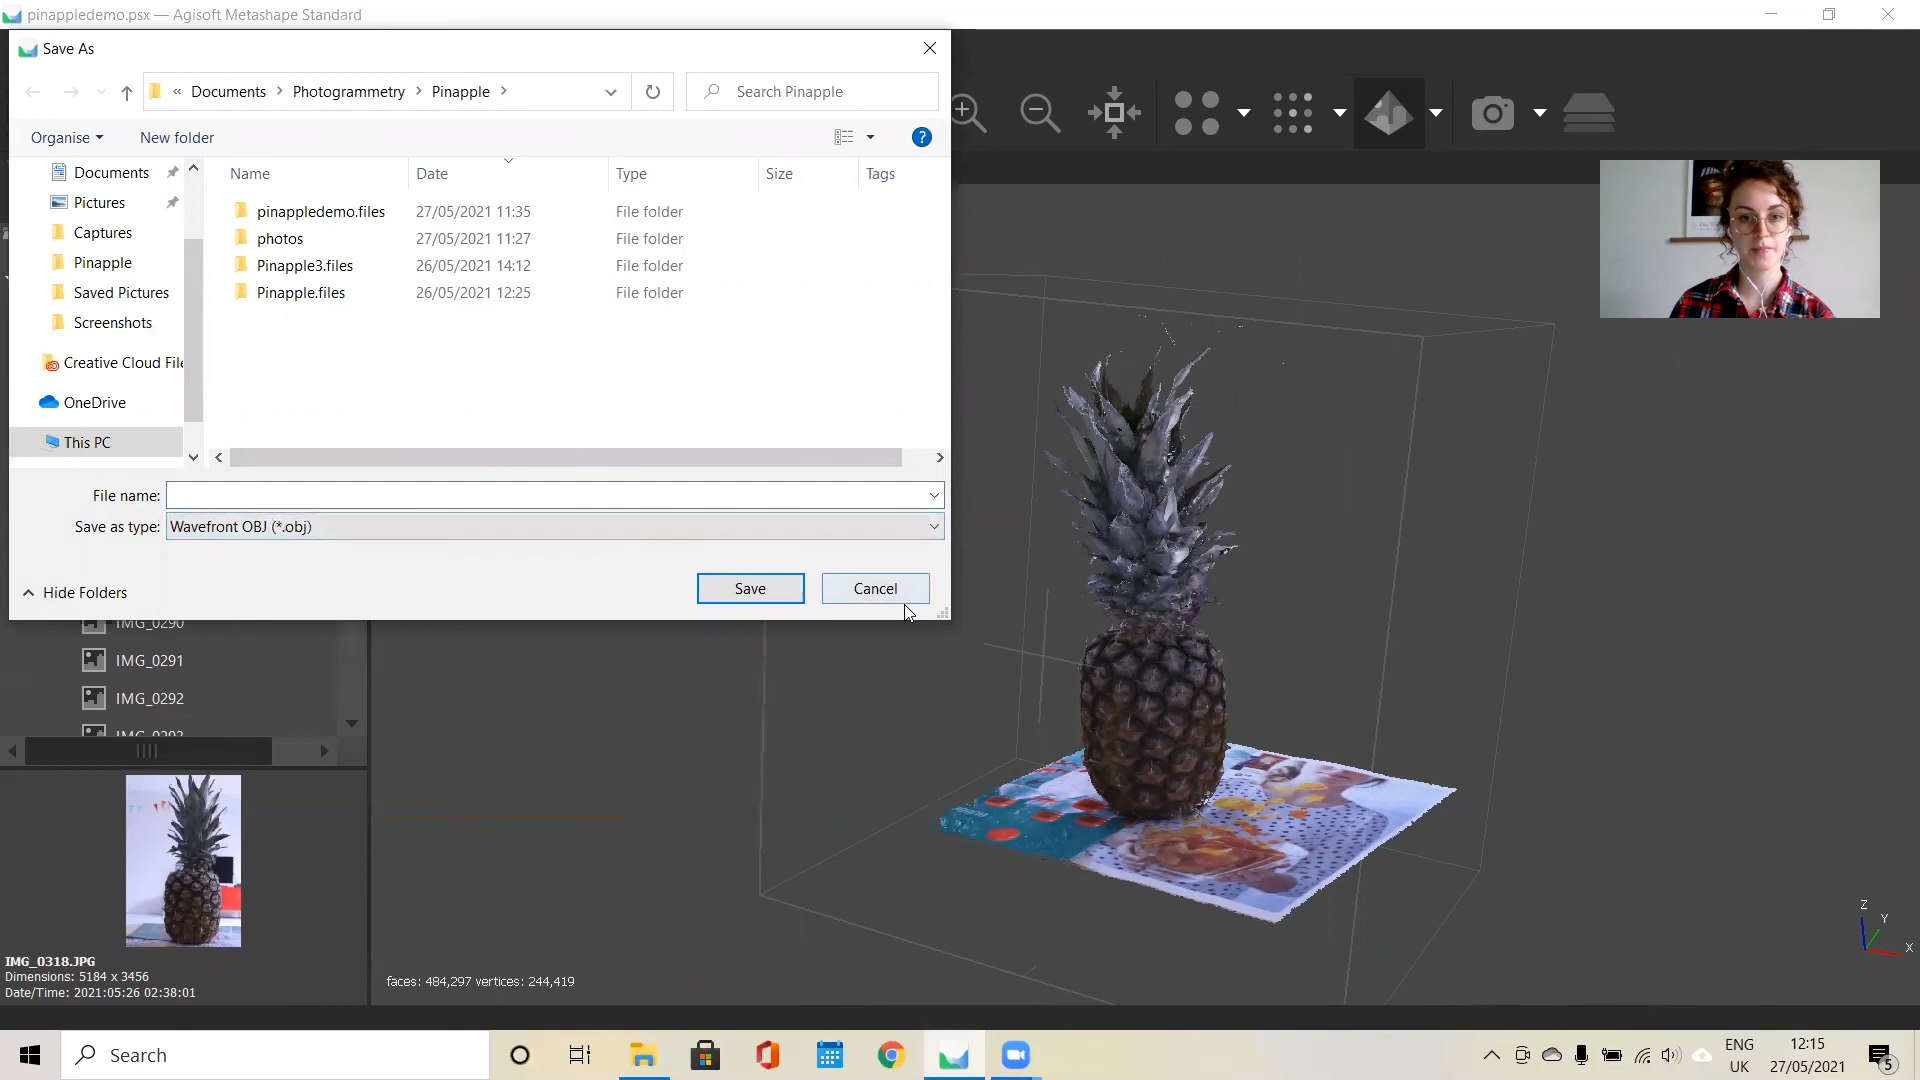 pinappledemo.psx — Agisoft Metashape Standard
Save As
« Documents > Photogrammetry > Pinapple >
Search Pinapple
Organise
New folder
Documents
Pictures
Captures
Pinapple
Saved Pictures
Screenshots
Creative Cloud File
OneDrive
This PC
Name Date Type Size Tags
pinappledemo.files 27/05/2021 11:35 File folder
photos 27/05/2021 11:27 File folder
Pinapple3.files 26/05/2021 14:12 File folder
Pinapple.files 26/05/2021 12:25 File folder
File name:
Save as type: Wavefront OBJ (*.obj)
Hide Folders
Save
Cancel
IMG_0290
IMG_0291
IMG_0292
IMG_0293
IMG_0318.JPG
Dimensions: 5184 x 3456
Date/Time: 2021:05:26 02:38:01
faces: 484,297 vertices: 244,419
Z
Y
X
Search
ENG
UK
12:15
27/05/2021
5